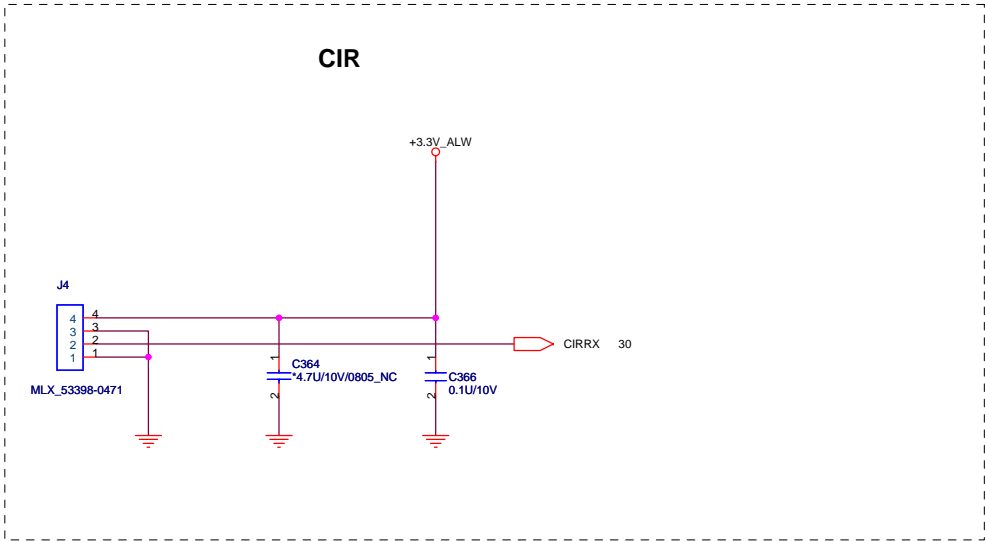 CIR
+3.3V_ALW
J4
4 4
3 3
2 2
1 1
CIRRX 30
1
C364
*4.7U/10V/0805_NC
2
1
C366
0.1U/10V
2
MLX_53398-0471